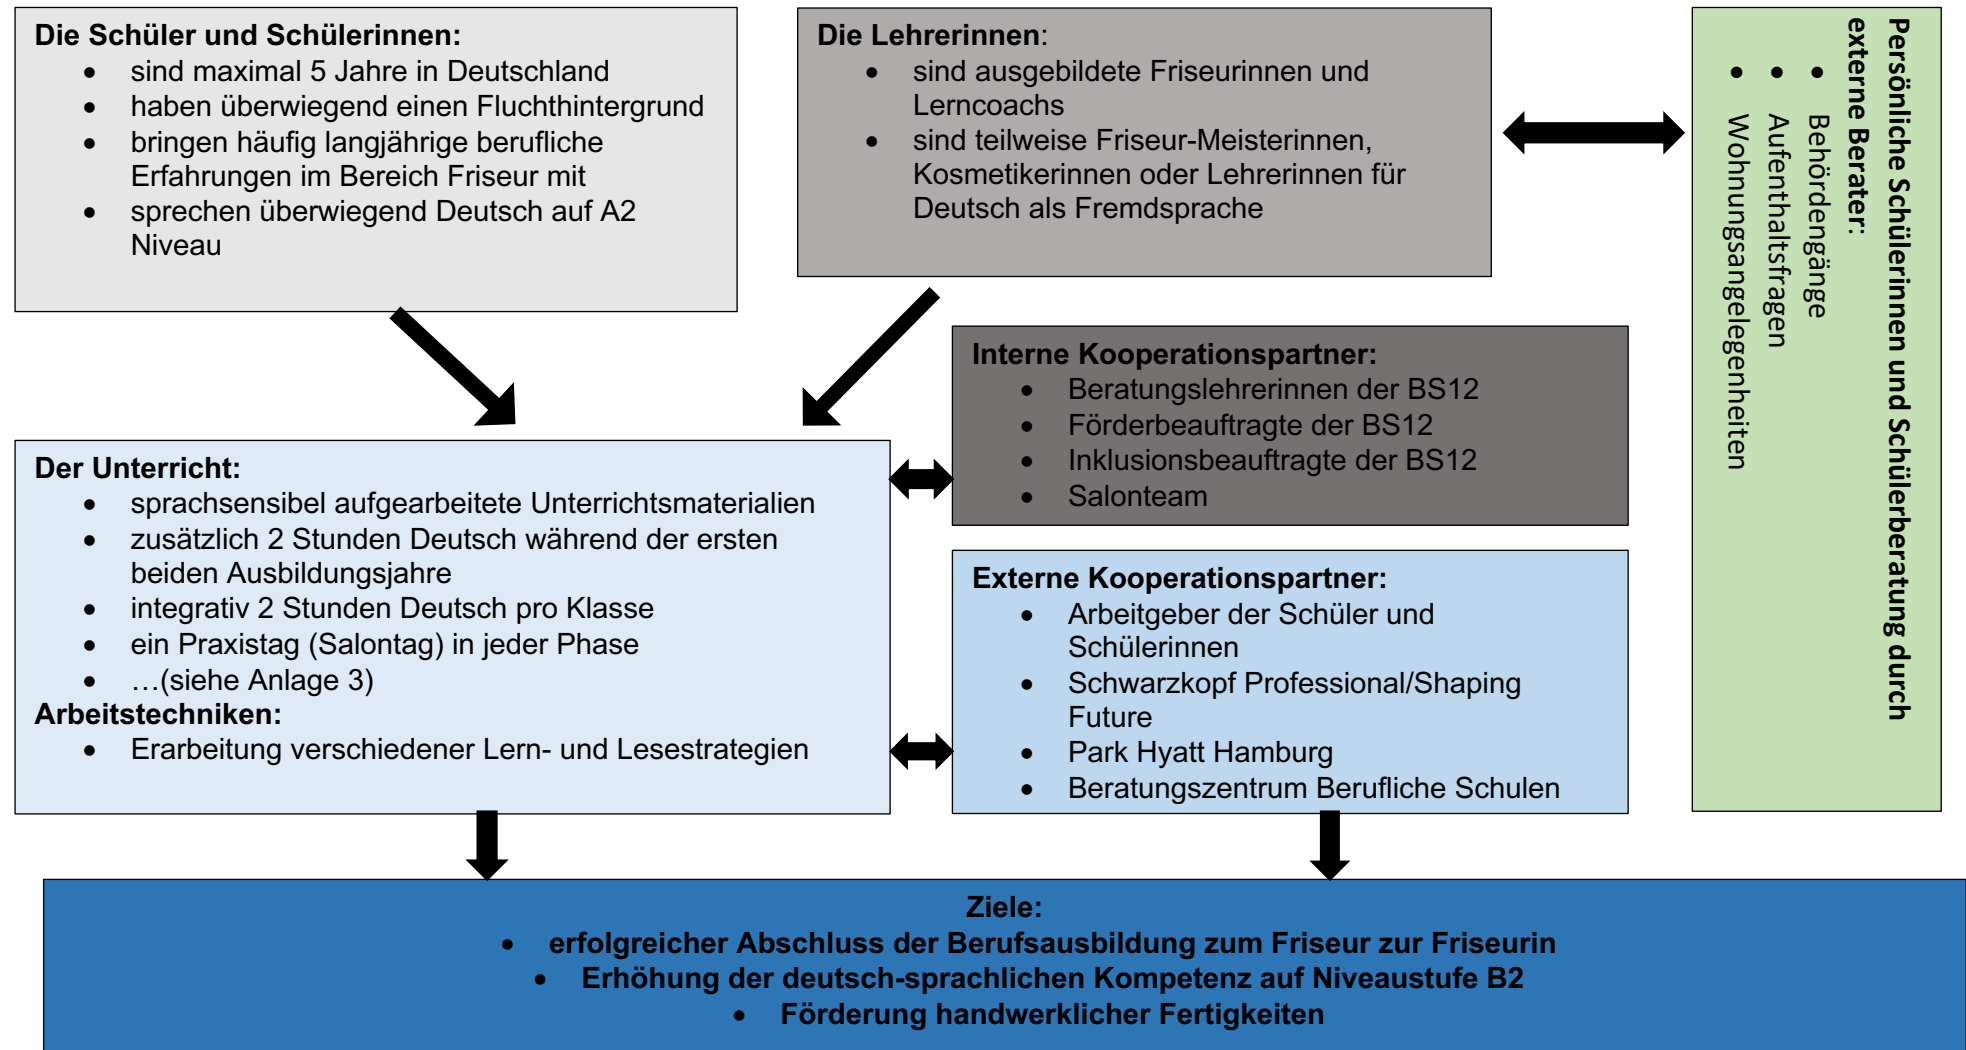 Die Schüler und Schülerinnen:
• sind maximal 5 Jahre in Deutschland
• haben überwiegend einen Fluchthintergrund
• bringen häufig langjährige berufliche
Erfahrungen im Bereich Friseur mit
• sprechen überwiegend Deutsch auf A2
Niveau
Die Lehrerinnen:
• sind ausgebildete Friseurinnen und
Lerncoachs
• sind teilweise Friseur-Meisterinnen,
Kosmetikerinnen oder Lehrerinnen für
Deutsch als Fremdsprache
Persönliche Schülerinnen und Schülerberatung durch
externe Berater:
• Behördengänge
• Aufenthaltsfragen
• Wohnungsangelegenheiten
Interne Kooperationspartner:
• Beratungslehrerinnen der BS12
• Förderbeauftragte der BS12
• Inklusionsbeauftragte der BS12
• Salonteam
Der Unterricht:
• sprachsensibel aufgearbeitete Unterrichtsmaterialien
• zusätzlich 2 Stunden Deutsch während der ersten
beiden Ausbildungsjahre
• integrativ 2 Stunden Deutsch pro Klasse
• ein Praxistag (Salontag) in jeder Phase
• …(siehe Anlage 3)
Arbeitstechniken:
• Erarbeitung verschiedener Lern- und Lesestrategien
Externe Kooperationspartner:
• Arbeitgeber der Schüler und
Schülerinnen
• Schwarzkopf Professional/Shaping
Future
• Park Hyatt Hamburg
• Beratungszentrum Berufliche Schulen
Ziele:
• erfolgreicher Abschluss der Berufsausbildung zum Friseur zur Friseurin
• Erhöhung der deutsch-sprachlichen Kompetenz auf Niveaustufe B2
• Förderung handwerklicher Fertigkeiten